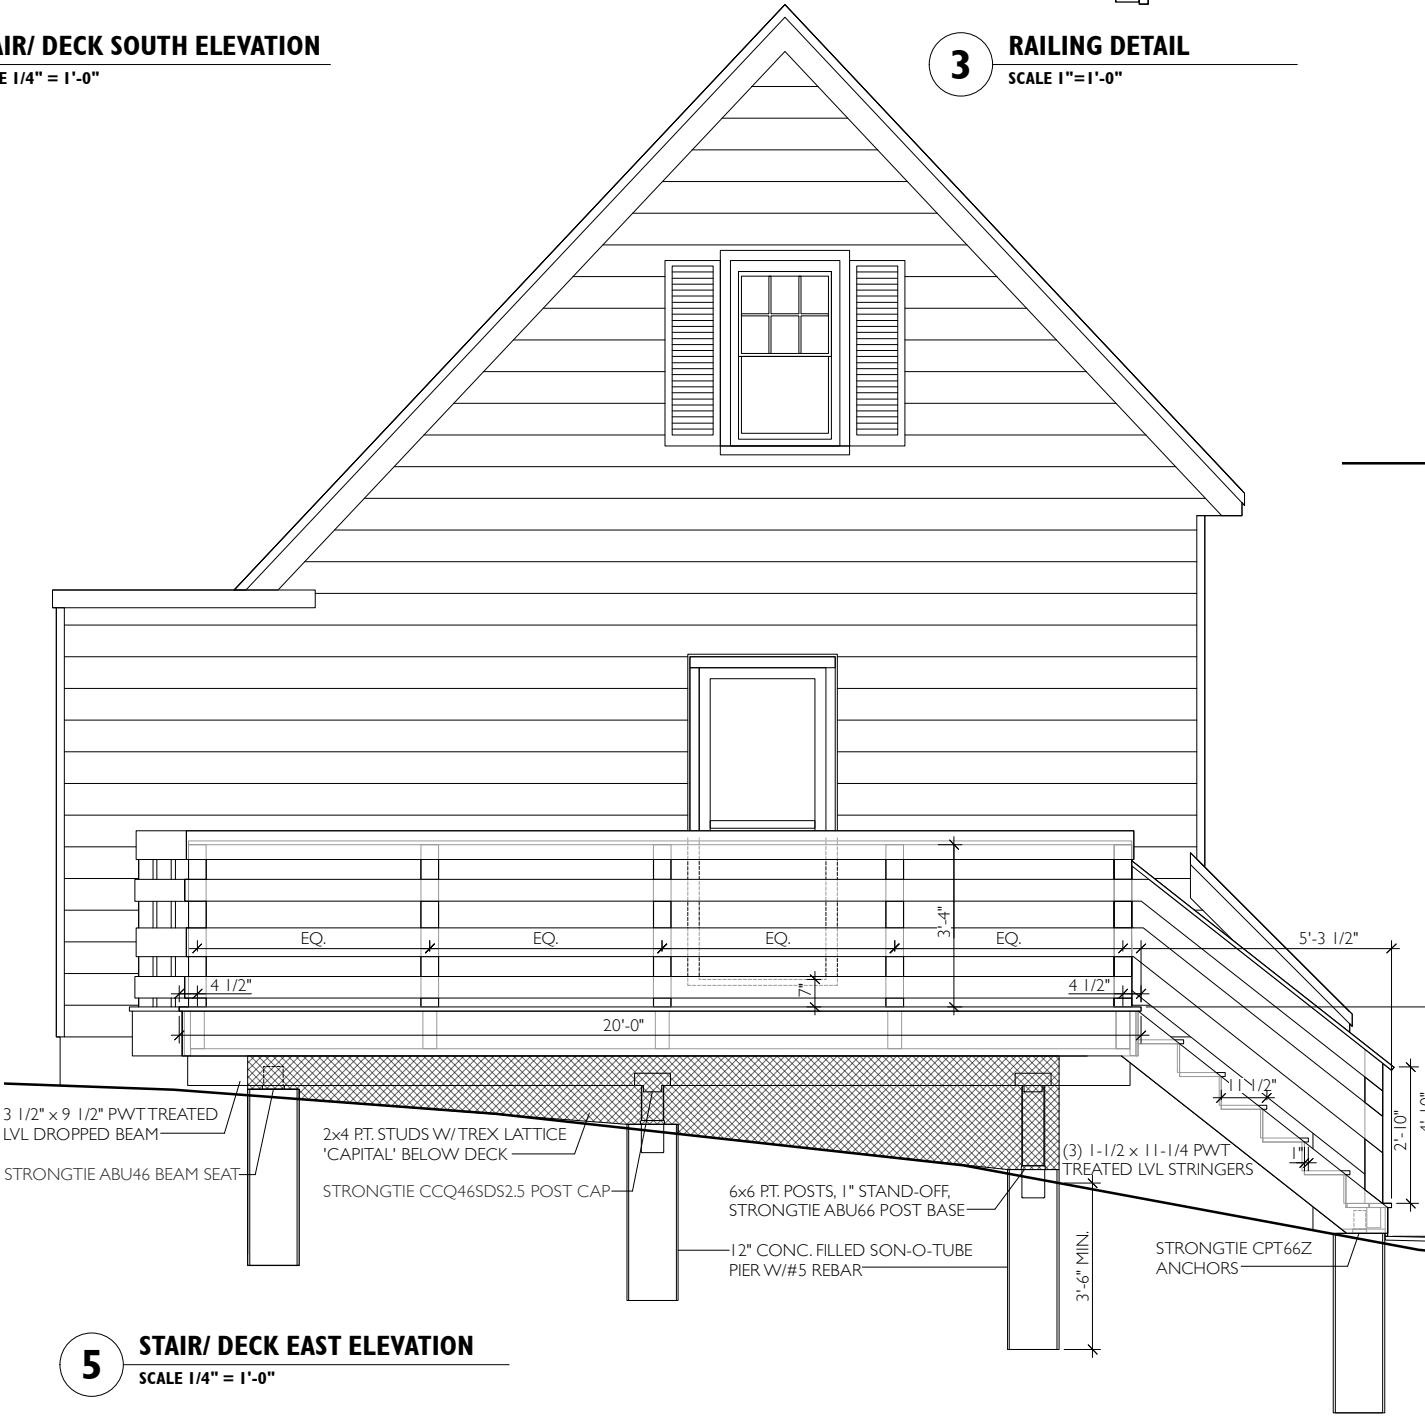 AIR/ DECK SOUTH ELEVATION
E 1/4" = 1'-0"
3
RAILING DETAIL
SCALE 1"=1'-0"
3'-4"
EQ.
EQ.
EQ.
EQ.
5'-3 1/2"
4 1/2"
7"
4 1/2"
20'-0"
11 1/2"
2'-10"
1"
3 1/2" x 9 1/2" PWT TREATED
LVL DROPPED BEAM
STRONGTIE ABU46 BEAM SEAT
2x4 P.T. STUDS W/ TREX LATTICE
'CAPITAL' BELOW DECK
STRONGTIE CCQ46SDS2.5 POST CAP
6x6 P.T. POSTS, 1" STAND-OFF,
STRONGTIE ABU66 POST BASE
12" CONC. FILLED SON-O-TUBE
PIER W/#5 REBAR
(3) 1-1/2 x 11-1/4 PWT
TREATED LVL STRINGERS
3'-6" MIN.
STRONGTIE CPT66Z
ANCHORS
5
STAIR/ DECK EAST ELEVATION
SCALE 1/4" = 1'-0"